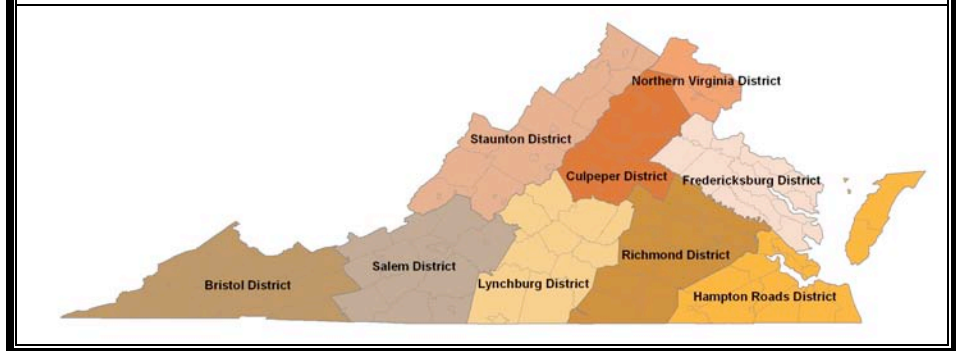 Northern Virginia District
Staunton District
Culpeper District
Fredericksburg District
Richmond District
Salem District
Lynchburg District
Bristol District
Hampton Roads District